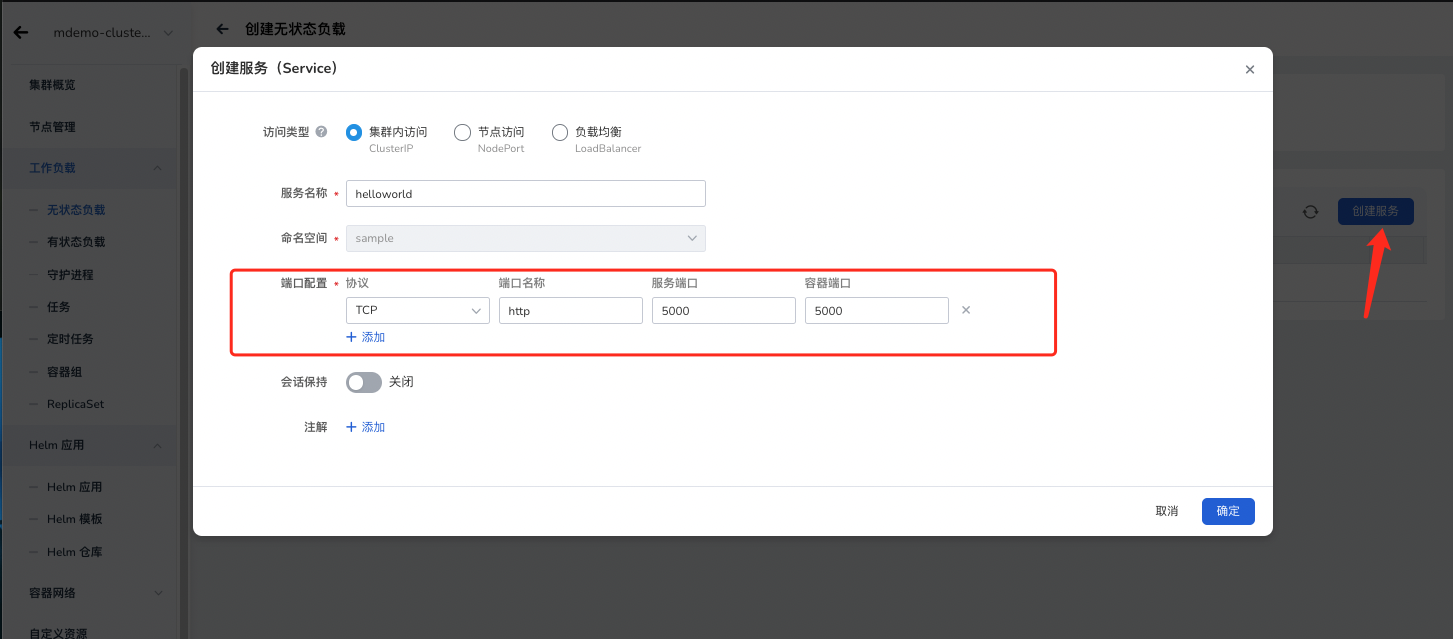 mdemo-cluste...
创建无状态负载
集群概览
节点管理
工作负载
无状态负载
有状态负载
守护进程
任务
定时任务
容器组
ReplicaSet
Helm 应用
Helm 应用
Helm 模板
Helm 仓库
容器网络
自定义资源
创建服务
创建服务（Service）
访问类型
集群内访问
ClusterIP
节点访问
NodePort
负载均衡
LoadBalancer
服务名称 * helloworld
命名空间 * sample
端口配置 * 协议 端口名称 服务端口 容器端口
TCP http 5000 5000
+ 添加
会话保持 关闭
注解 + 添加
取消 确定